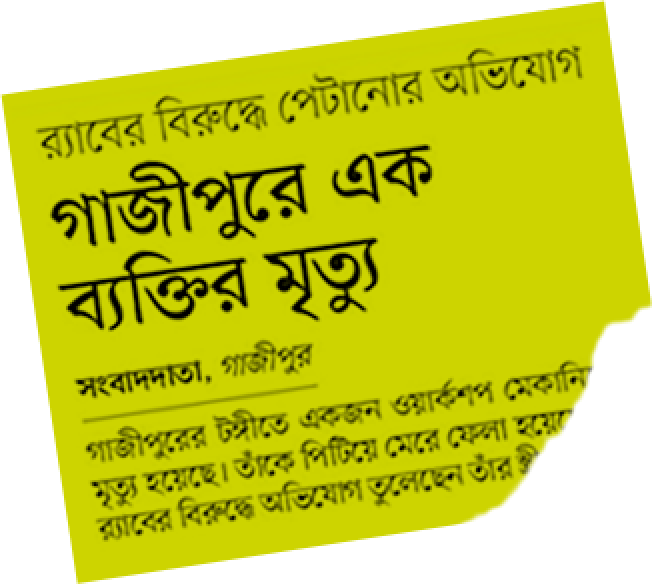 র‍্যাবের বিরুদ্ধে পেটানোর অভিযোগ
গাজীপুরে এক
ব্যক্তির মৃত্যু
সংবাদদাতা, গাজীপুর
গাজীপুরের টঙ্গীতে একজন ওয়ার্কশপ মেকানি
মৃত্যু হয়েছে। তাঁকে পিটিয়ে মেরে ফেলা হয়েছে
র‍্যাবের বিরুদ্ধে অভিযোগ তুলেছেন তাঁর স্ত্রী